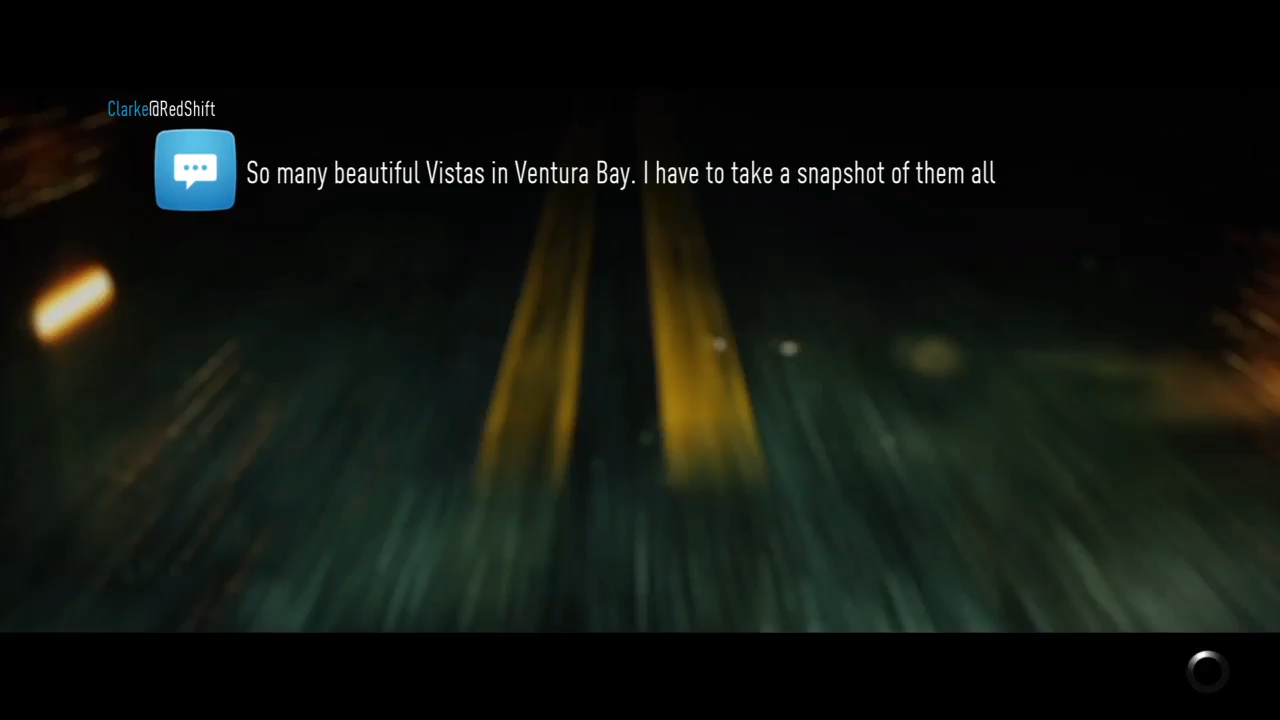 Clarke@RedShift
So many beautiful Vistas in Ventura Bay. I have to take a snapshot of them all